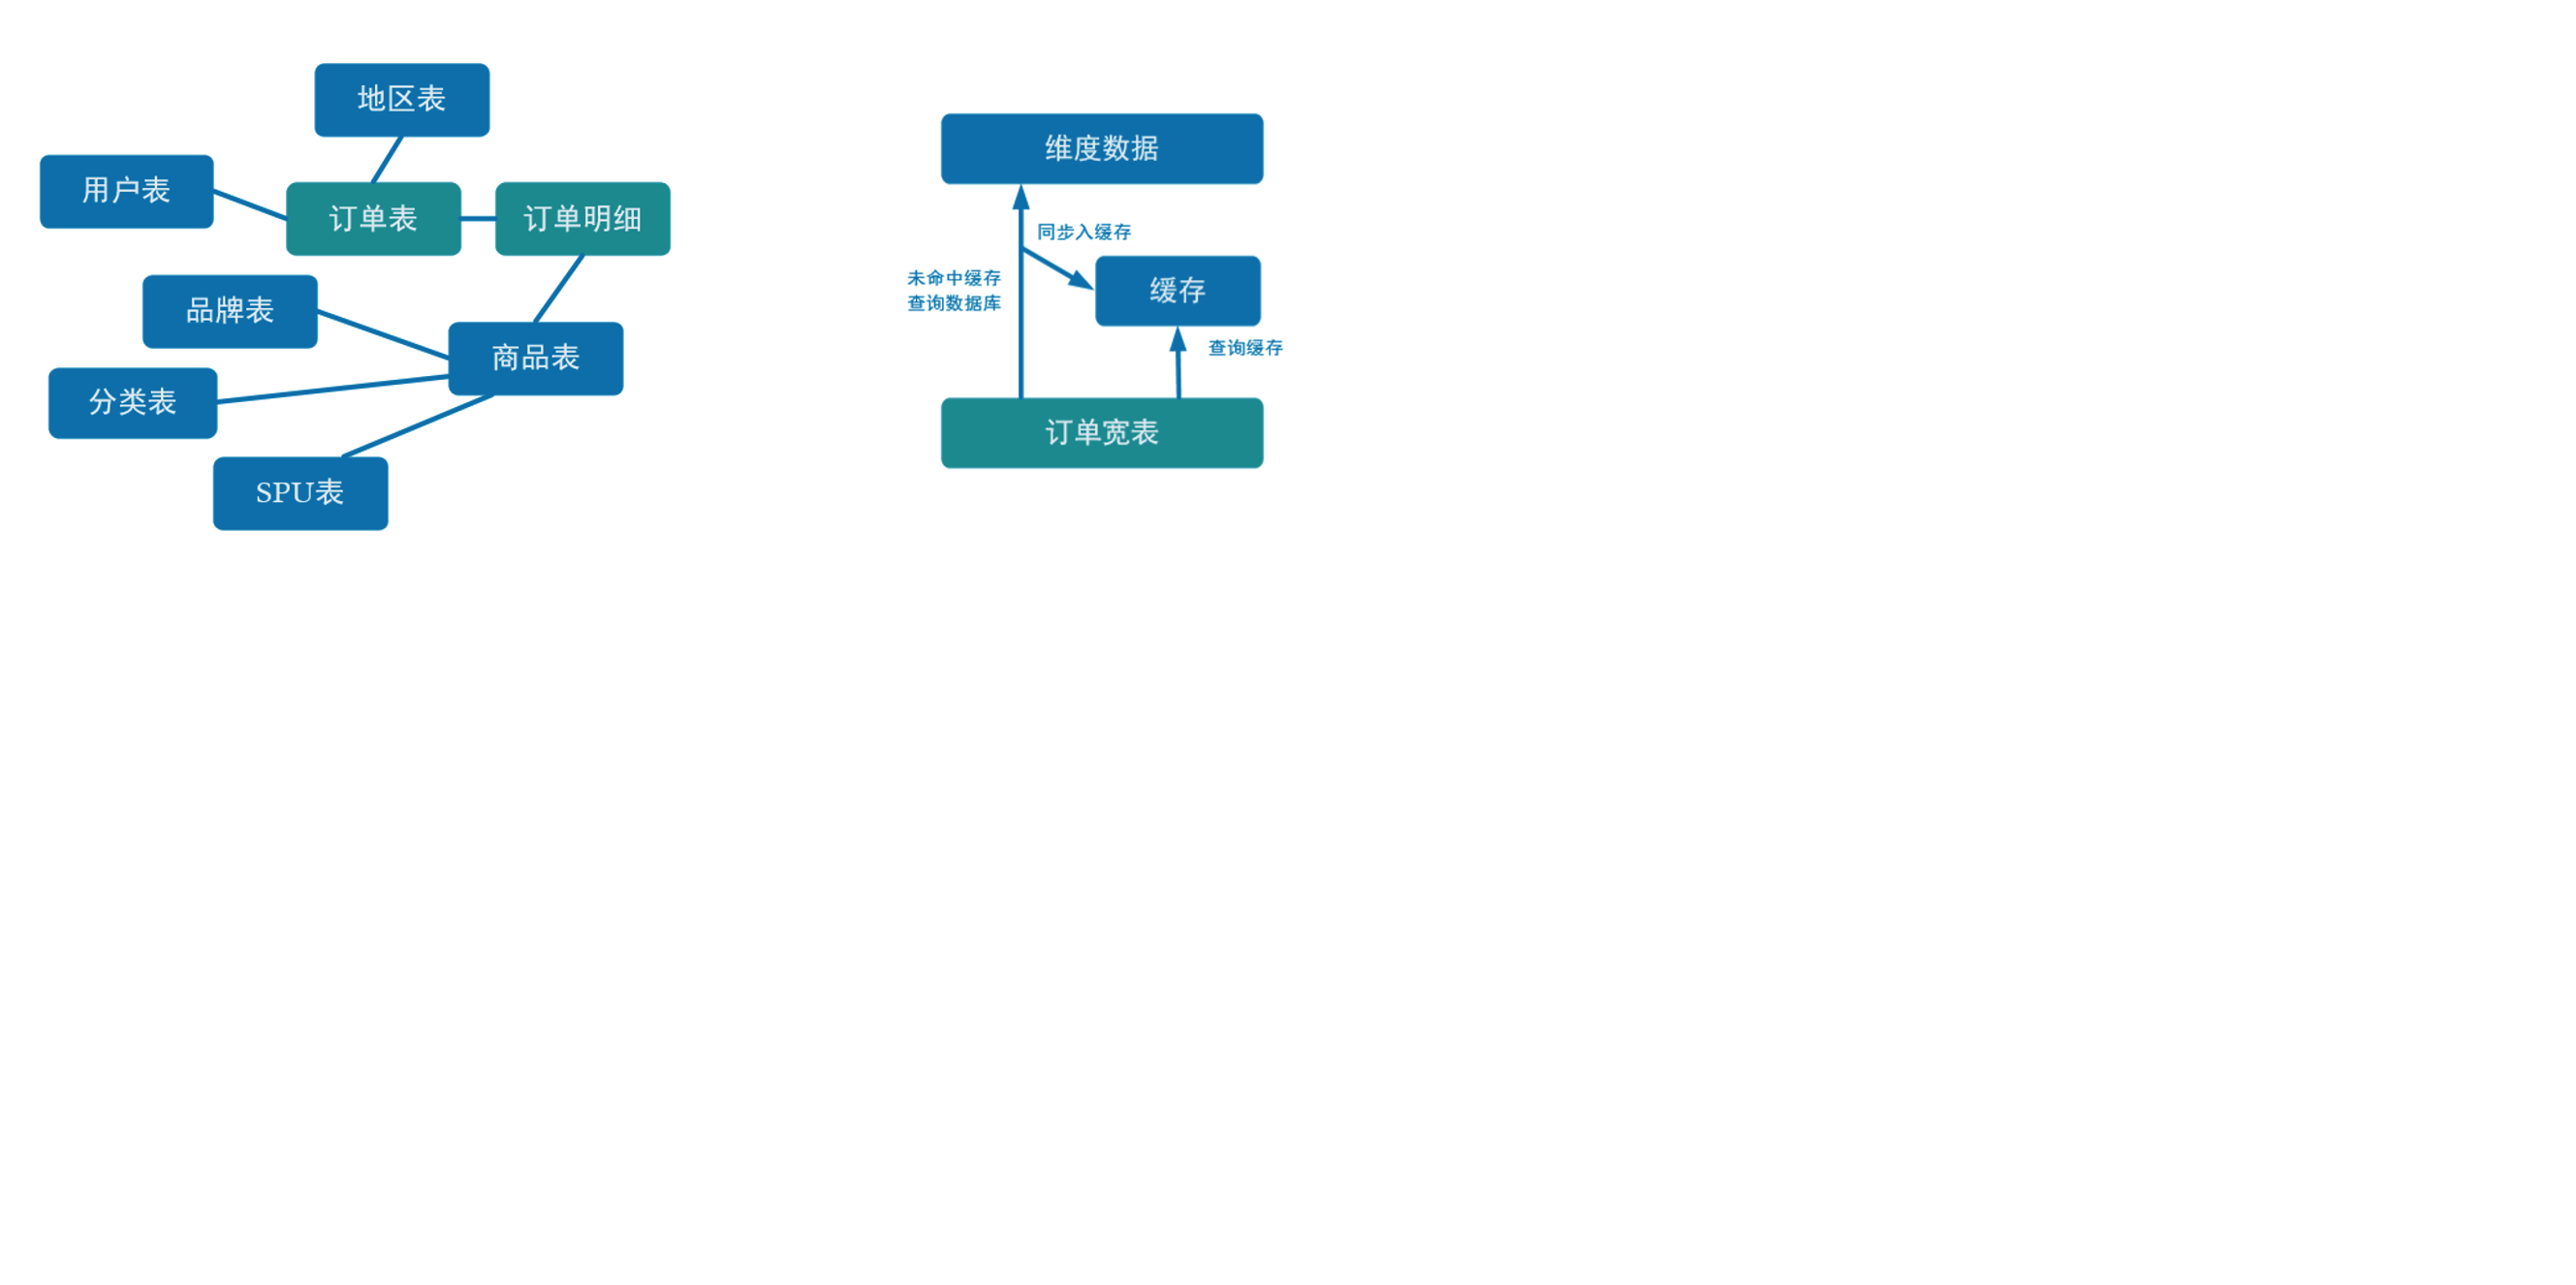 地区表
用户表
订单表
订单明细
品牌表
商品表
分类表
SPU表
维度数据
同步入缓存
未命中缓存
查询数据库
缓存
查询缓存
订单宽表